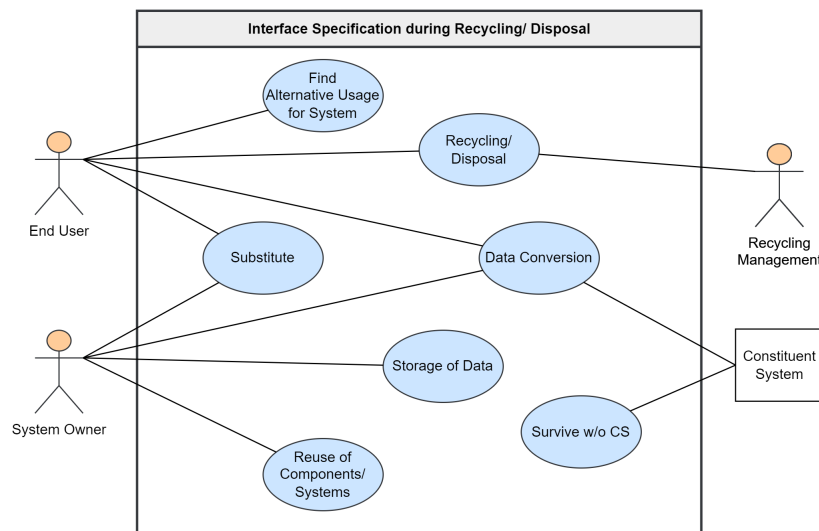 Interface Specification during Recycling/ Disposal
Find
Alternative Usage
for System
Recycling/
Disposal
End User
Recycling
Management
Substitute
Data Conversion
Storage of Data
Constituent
System
System Owner
Survive w/o CS
Reuse of
Components/
Systems